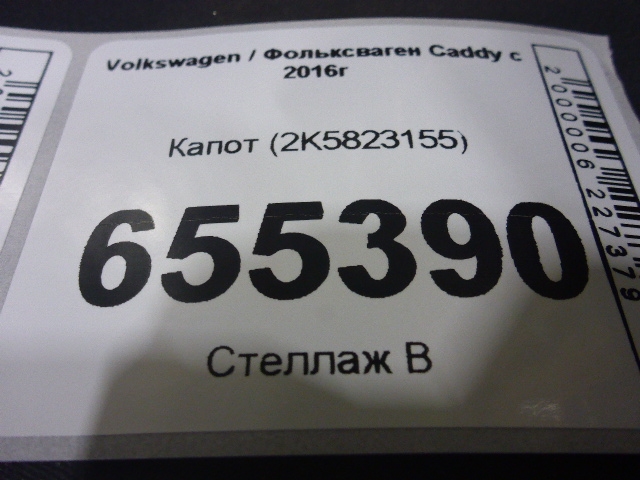 Volkswagen / Фольксваген Caddy с
2016г
Капот (2K5823155)
655390
Стеллаж В
2000006227379